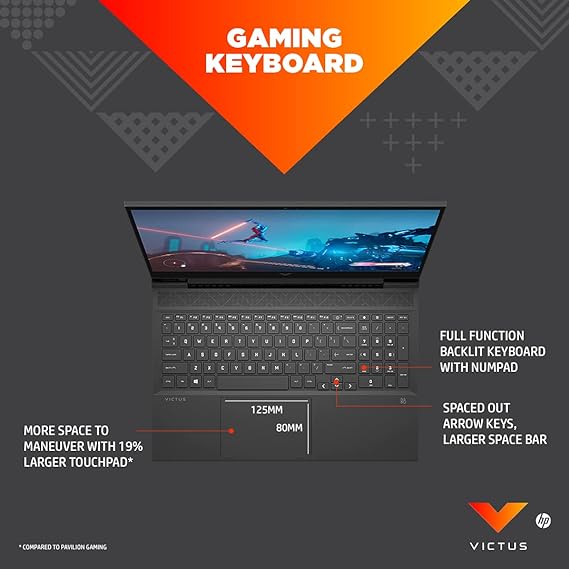 GAMING
KEYBOARD
FULL FUNCTION
BACKLIT KEYBOARD
WITH NUMPAD
VICTUS
125MM
80MM
SPACED OUT
ARROW KEYS,
LARGER SPACE BAR
MORE SPACE TO
MANEUVER WITH 19%
LARGER TOUCHPAD*
hp
VICTUS
* COMPARED TO PAVILION GAMING